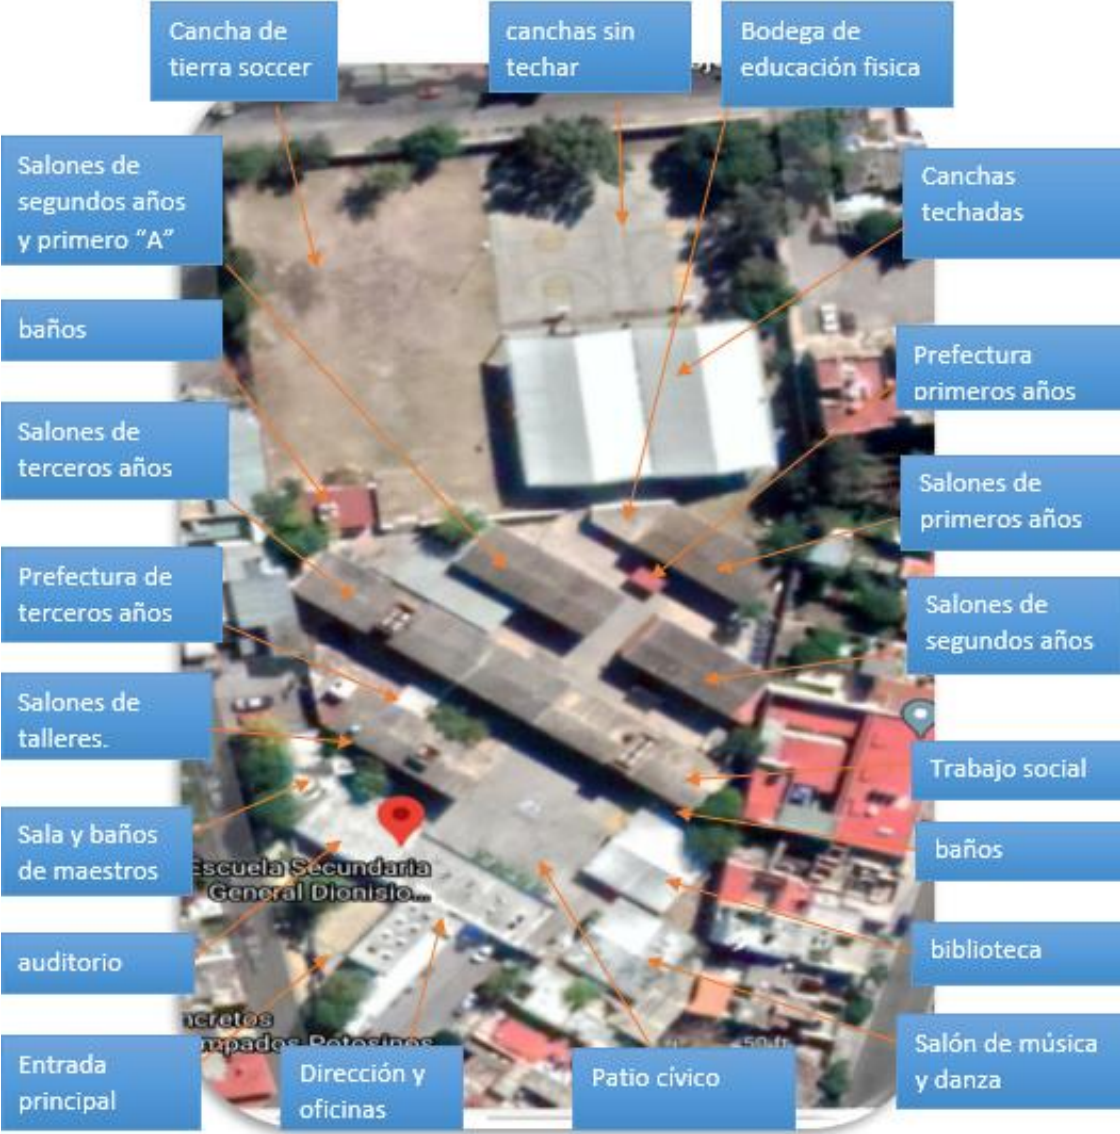 Cancha de
tierra soccer
canchas sin
techar
Bodega de
educación fisica
Salones de
segundos años
y primero “A”
Canchas
techadas
baños
Prefectura
primeros años
Salones de
terceros años
Salones de
primeros años
Prefectura de
terceros años
Salones de
segundos años
Salones de
talleres.
Trabajo social
Sala y baños
de maestros
baños
Escuela Secundaria
General Dionisio...
auditorio
biblioteca
Entrada
principal
Dirección y
oficinas
Patio cívico
Salón de música
y danza